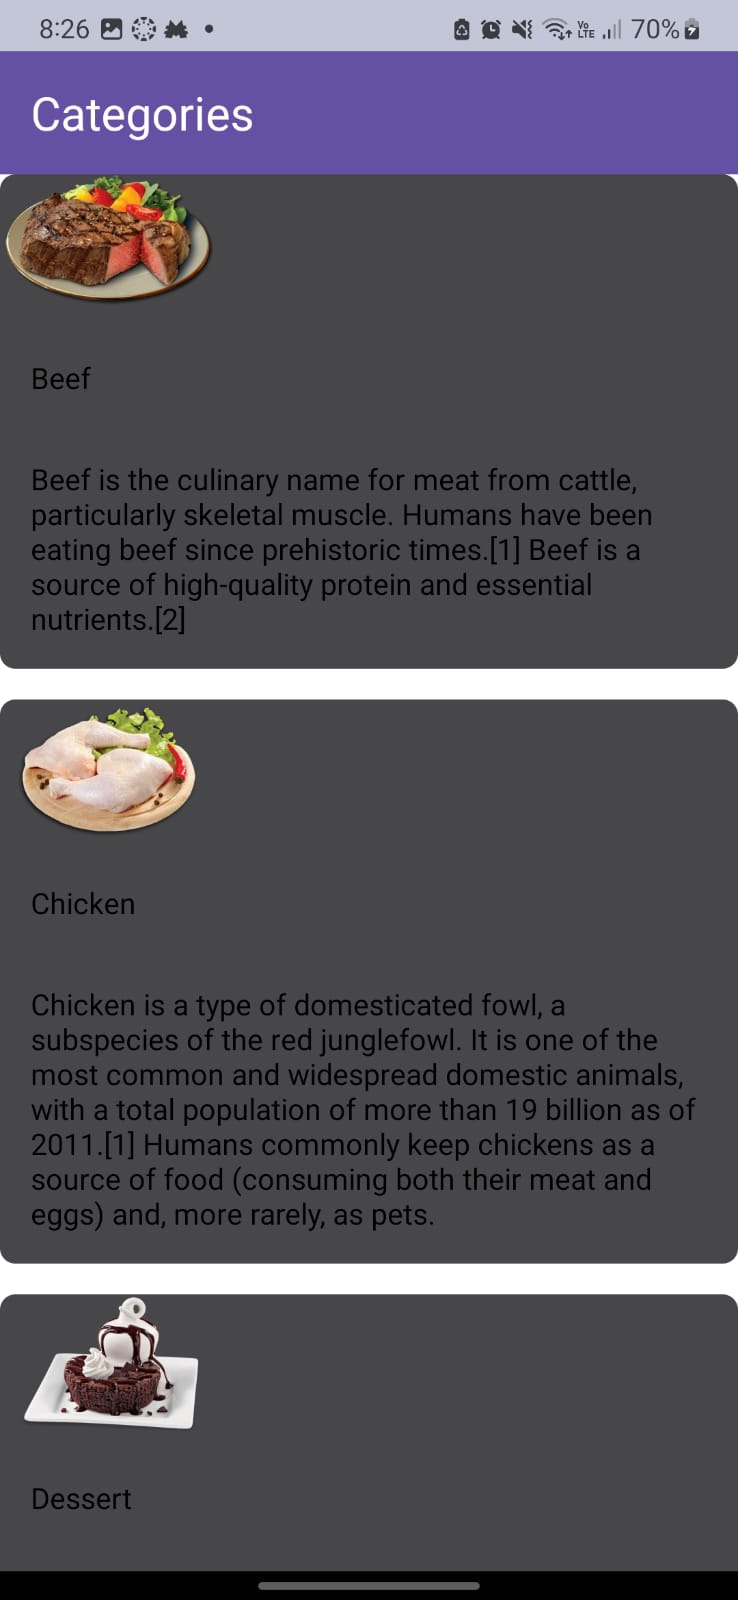 8:26 Vo LTE 70%
Categories
Beef
Beef is the culinary name for meat from cattle,
particularly skeletal muscle. Humans have been
eating beef since prehistoric times.[1] Beef is a
source of high-quality protein and essential
nutrients.[2]
Chicken
Chicken is a type of domesticated fowl, a
subspecies of the red junglefowl. It is one of the
most common and widespread domestic animals,
with a total population of more than 19 billion as of
2011.[1] Humans commonly keep chickens as a
source of food (consuming both their meat and
eggs) and, more rarely, as pets.
Dessert